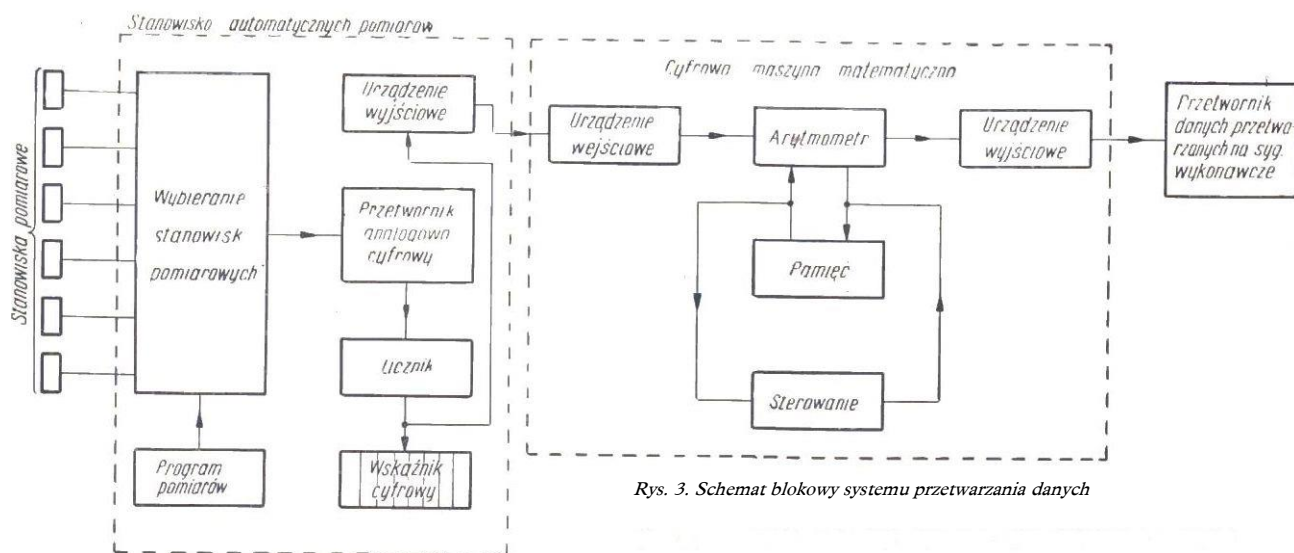 Stanowisko automatycznych pomiarów
Stanowiska pomiarowe
Wybieranie
stanowisk
pomiarowych
Program
pomiarów
Urządzenie
wyjściowe
Przetwornik
analogowo
cyfrowy
Licznik
Wskaźnik
cyfrowy
Cyfrowa maszyna matematyczna
Urządzenie
wejściowe
Arytmometr
Urządzenie
wyjściowe
Pamięć
Sterowanie
Przetwornik
danych przetwa-
rzanych na syg.
wykonawcze
Rys. 3. Schemat blokowy systemu przetwarzania danych